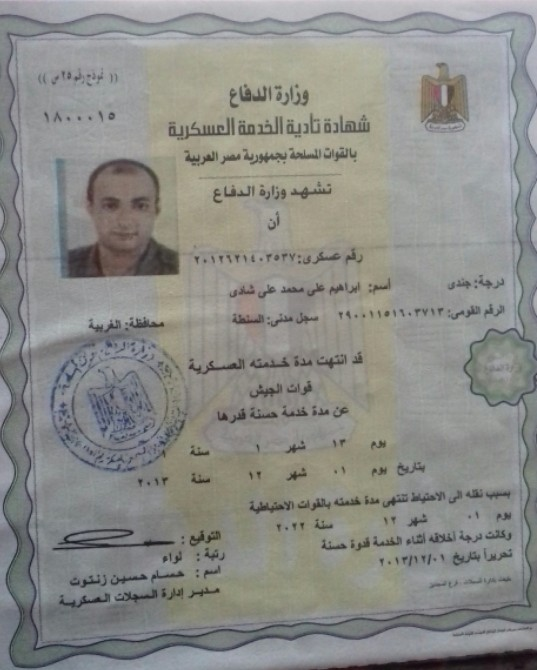 (( نموذج رقم ٢٥ س ))
١٨٠٠٠١٥
وزارة الدفاع
شهادة تأدية الخدمة العسكرية
بالقوات المسلحة بجمهورية مصر العربية
تشهد وزارة الدفاع
أن
رقم عسكرى: ٢٠١٢٦٢١٤٠٣٥٣٧
درجة: جندى أسم: ابراهيم على محمد على شادى
الرقم القومى: ٢٩٠٠١١٥١٦٠٣٧١٣ سجل مدنى: السنطة محافظة: الغربية
قد انتهت مدة خدمته العسكرية
قوات الجيش
عن مدة خدمة حسنة قدرها
يوم ١٣ شهر ١ سنة
بتاريخ يوم ٠١ شهر ١٢ سنة ٢٠١٣
بسبب نقله الى الاحتياط تنتهى مدة خدمته بالقوات الاحتياطية
يوم ٠١ شهر ١٢ سنة ٢٠٢٢
وكانت درجة أخلاقه أثناء الخدمة قدوة حسنة
تحريراً بتاريخ ٢٠١٣/١٢/٠١
التوقيع :
رتبة : لواء
اسم : حسام حسين زنتوت
مدير إدارة السجلات العسكرية